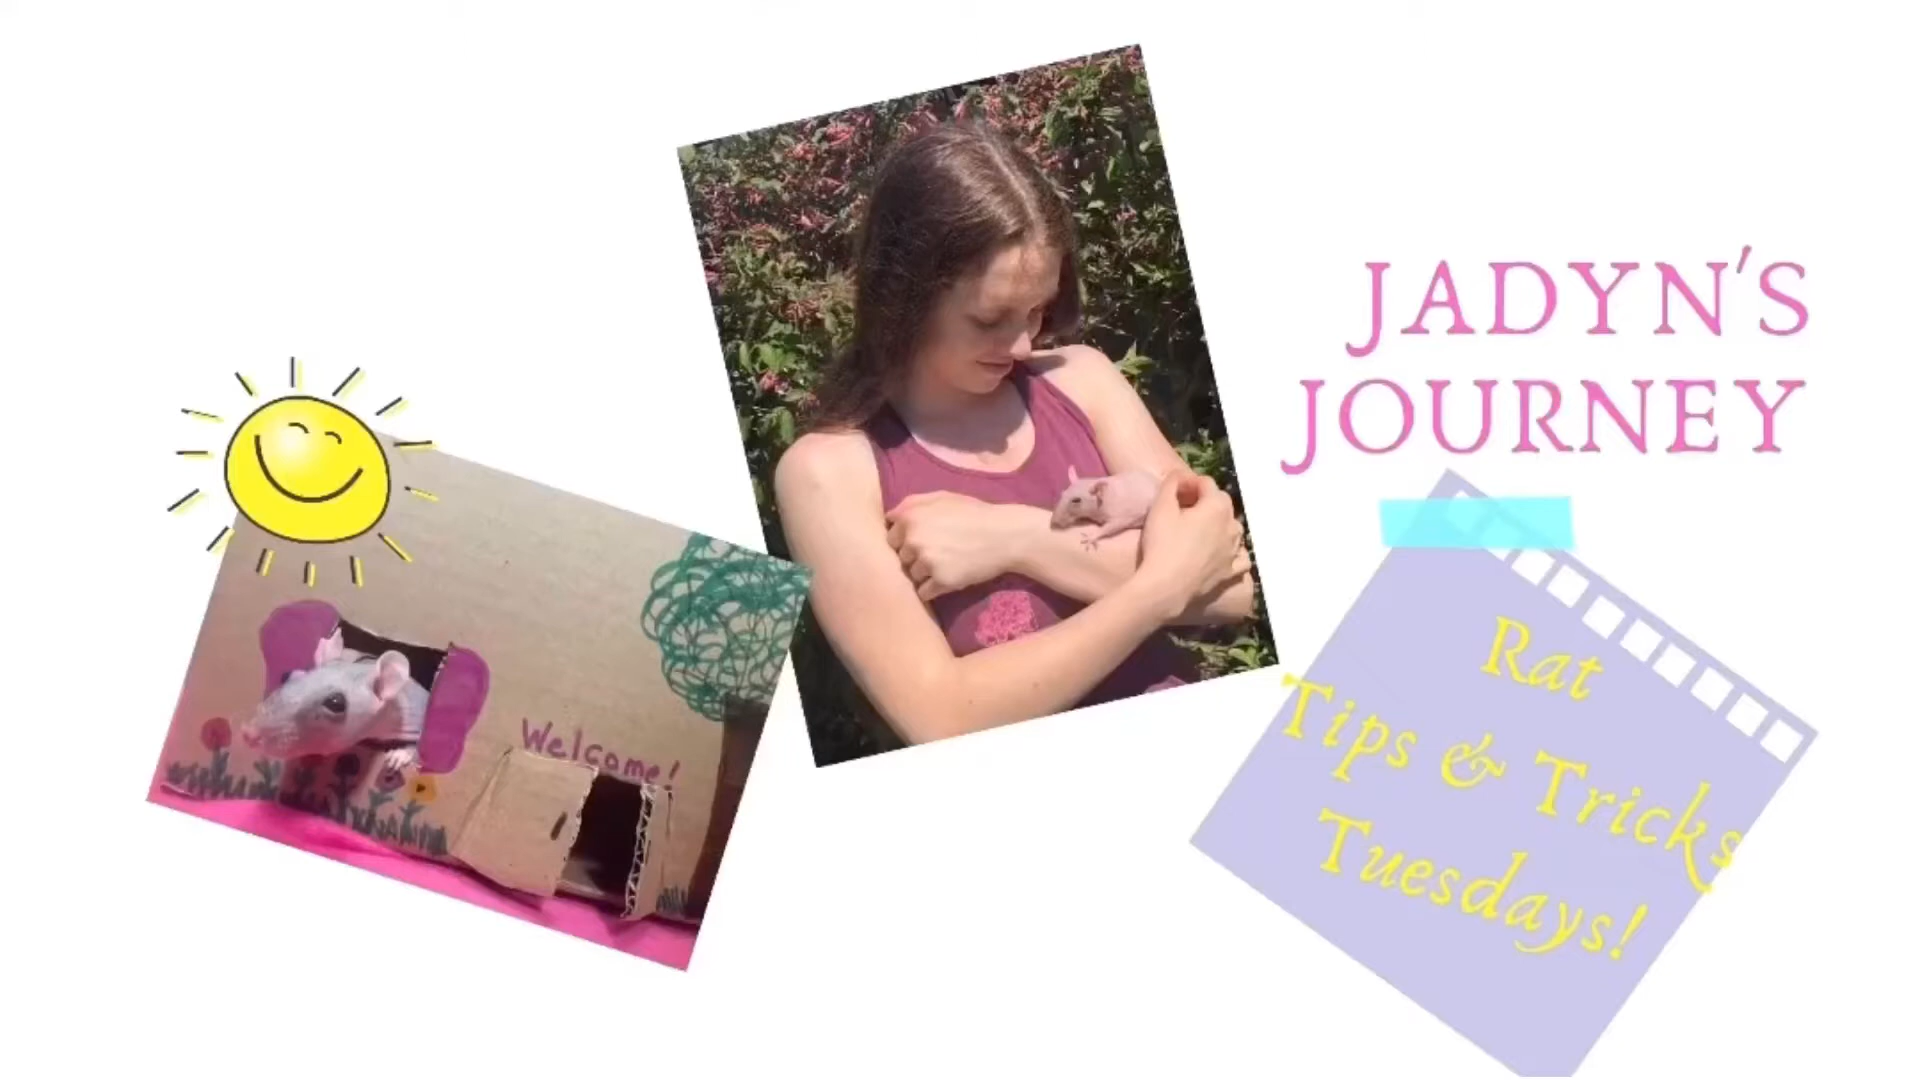 JADYN'S
JOURNEY
Rat
Tips & Tricks
Tuesdays!
Welcome!